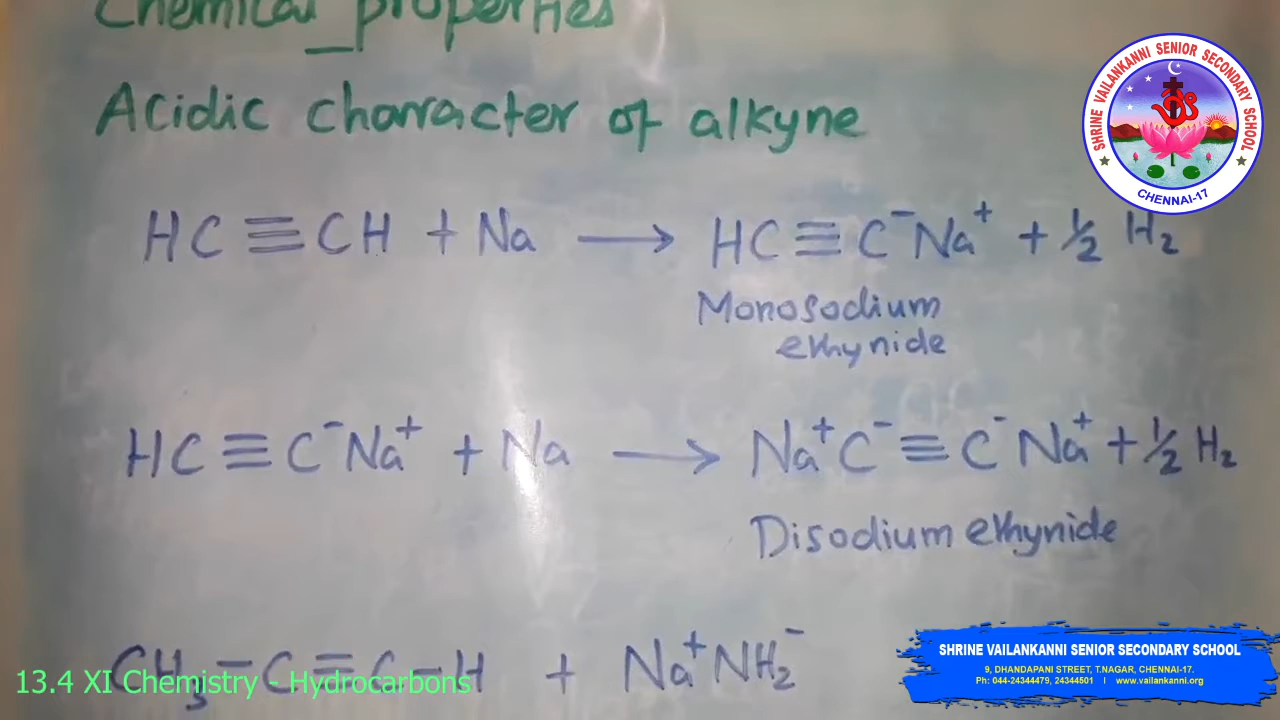 Chemical properties
Acidic character of alkyne
HC ≡ CH + Na ⟶ HC ≡ C⁻Na⁺ + ½ H₂
Monosodium
ethynide
HC ≡ C⁻Na⁺ + Na ⟶ Na⁺C⁻ ≡ C⁻Na⁺ + ½ H₂
Disodium ethynide
CH₃–C≡C–H + Na⁺NH₂⁻
13.4 XI Chemistry - Hydrocarbons
SHRINE VAILANKANNI SENIOR SECONDARY SCHOOL
CHENNAI-17
SHRINE VAILANKANNI SENIOR SECONDARY SCHOOL
9, DHANDAPANI STREET, T.NAGAR, CHENNAI-17.
Ph: 044-24344479, 24344501 I www.vailankanni.org